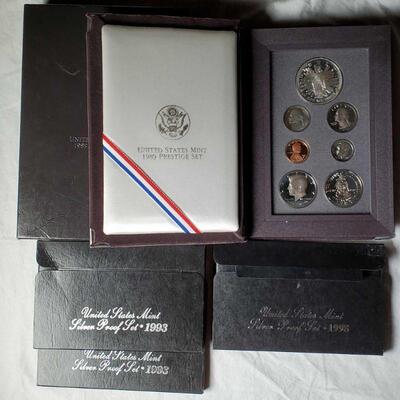 UNITED STATES MINT
1989 PRESTIGE SET
United States Mint
Silver Proof Set · 1993
United States Mint
Silver Proof Set · 1993
United States Mint
Silver Proof Set · 1998